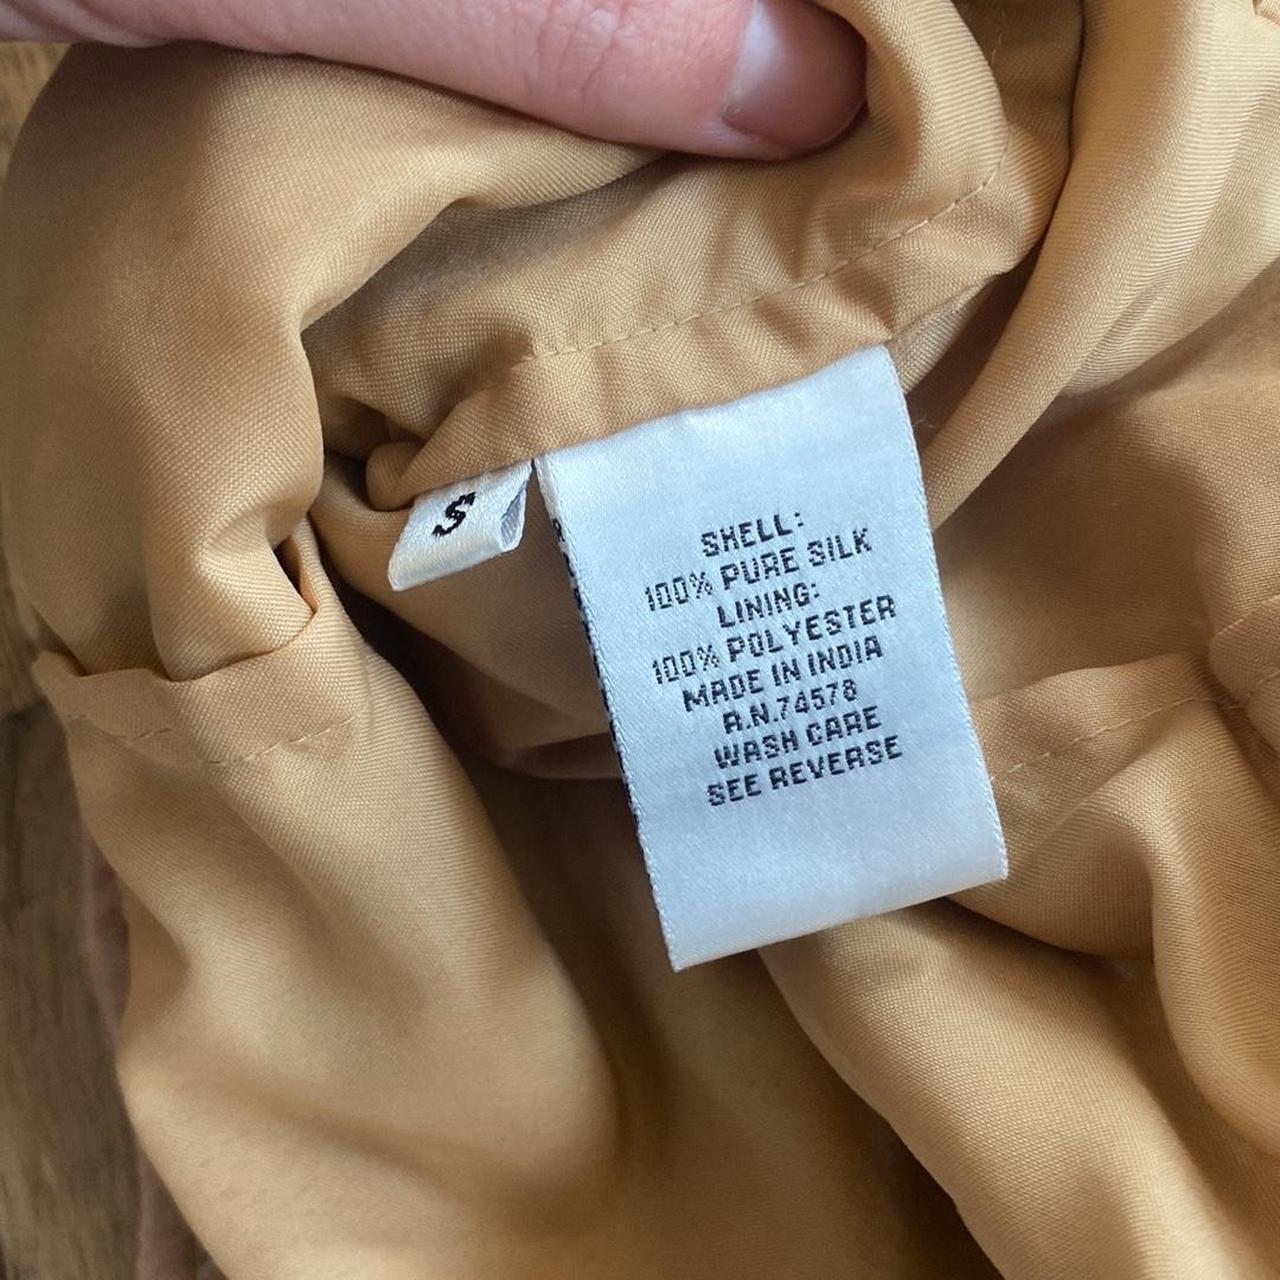 S
SHELL:
100% PURE SILK
LINING:
100% POLYESTER
MADE IN INDIA
R.N.74578
WASH CARE
SEE REVERSE